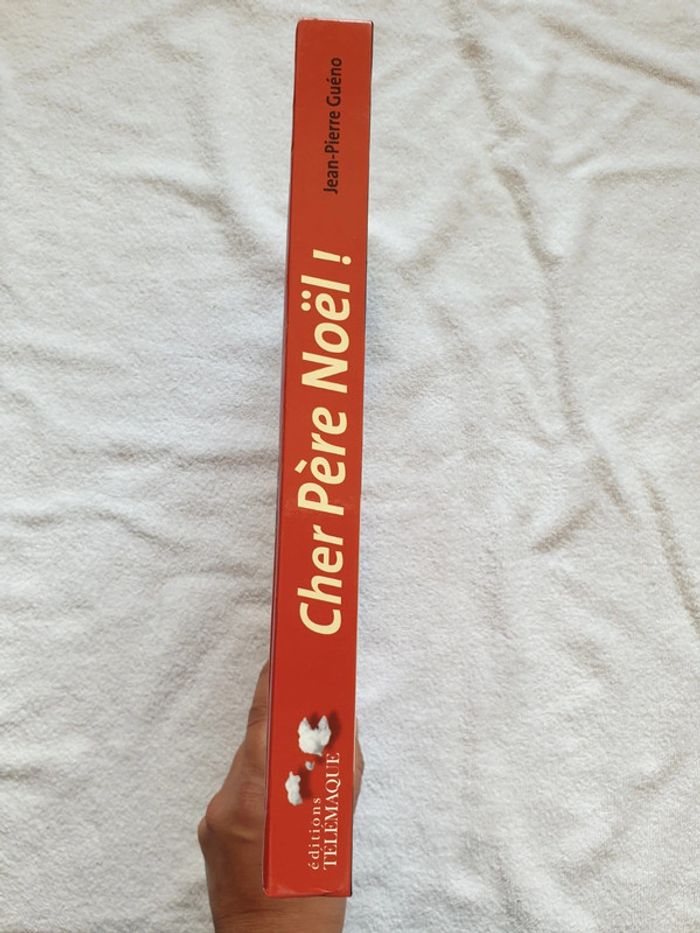 Jean-Pierre Guéno
Cher Père Noël !
éditions
TÉLÉMAQUE